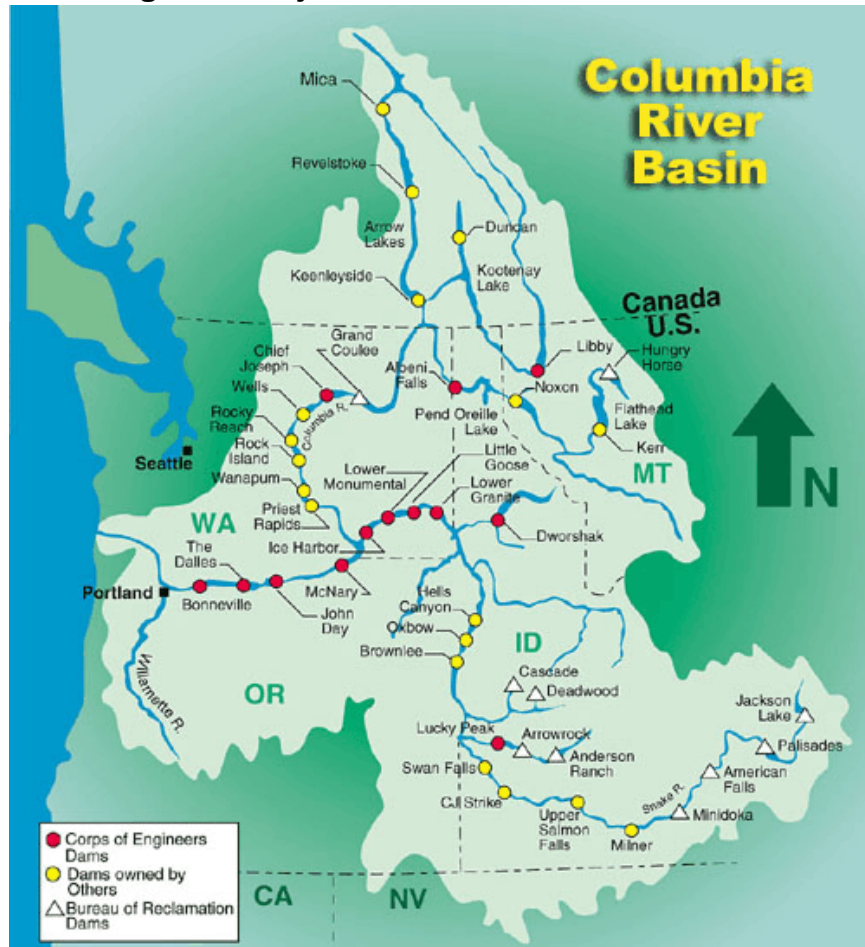 Columbia
River
Basin
Mica
Revelstoke
Arrow
Lakes
Duncan
Kootenay
Lake
Keenleyside
Canada
U.S.
Grand
Coulee
Chief
Joseph
Albeni
Falls
Libby
Hungry
Horse
Wells
Noxon
Columbia R.
Pend Oreille
Lake
Flathead
Lake
Rocky
Reach
Rock
Island
Kerr
Seattle
Wanapum
Lower
Monumental
Little
Goose
Lower
Granite
MT
N
Priest
Rapids
WA
Ice Harbor
Dworshak
The
Dalles
Portland
Bonneville
McNary
John
Day
Hells
Canyon
Oxbow
Brownlee
ID
Willamette R.
OR
Cascade
Deadwood
Jackson
Lake
Lucky Peak
Arrowrock
Anderson
Ranch
Palisades
Swan Falls
American
Falls
CJ Strike
Snake R.
Upper
Salmon
Falls
Minidoka
Milner
Corps of Engineers
Dams
Dams owned by
Others
Bureau of Reclamation
Dams
CA
NV